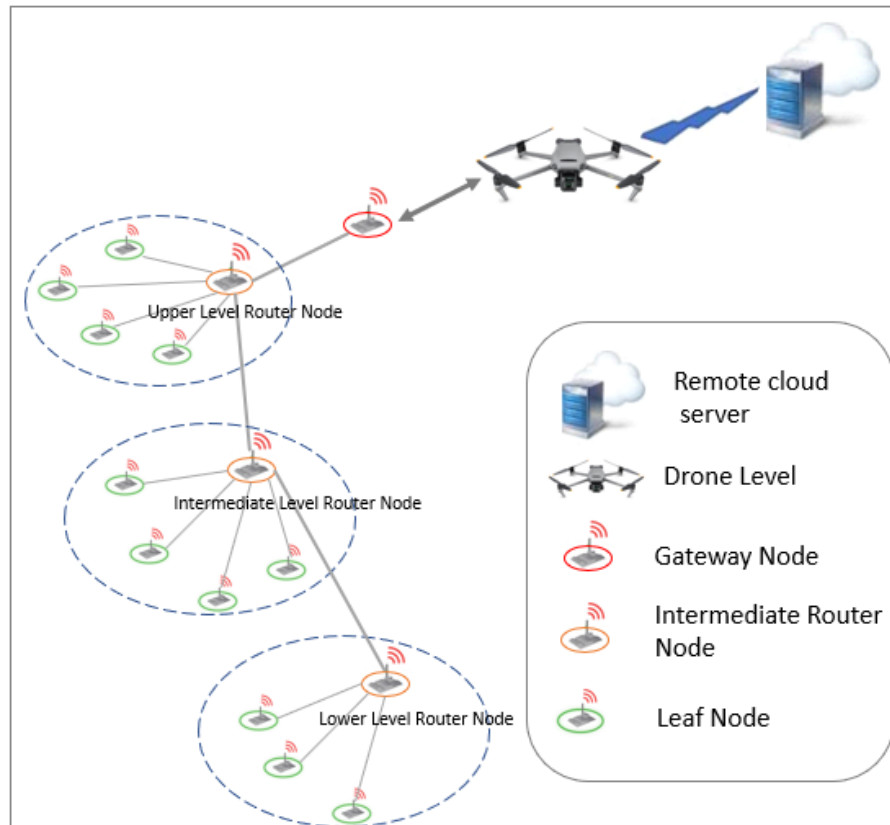 Upper Level Router Node
Intermediate Level Router Node
Lower Level Router Node
Remote cloud
server
Drone Level
Gateway Node
Intermediate Router
Node
Leaf Node